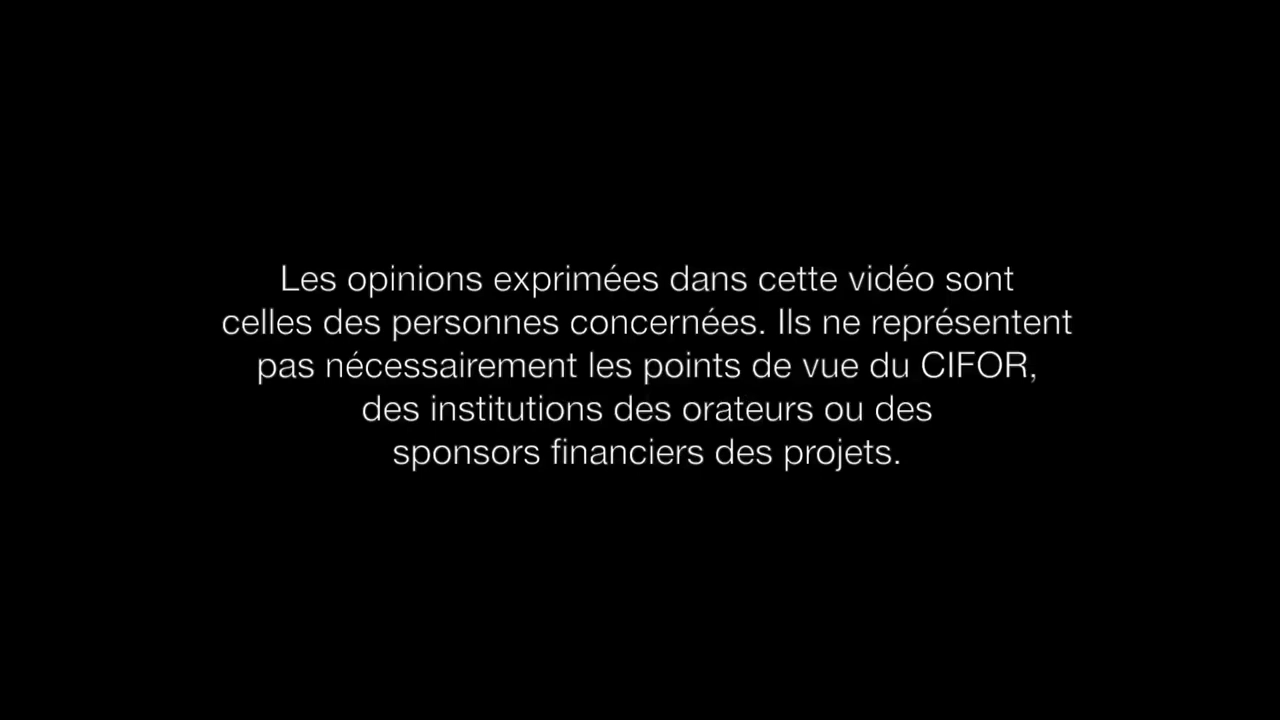 Les opinions exprimées dans cette vidéo sont
celles des personnes concernées. Ils ne représentent
pas nécessairement les points de vue du CIFOR,
des institutions des orateurs ou des
sponsors financiers des projets.